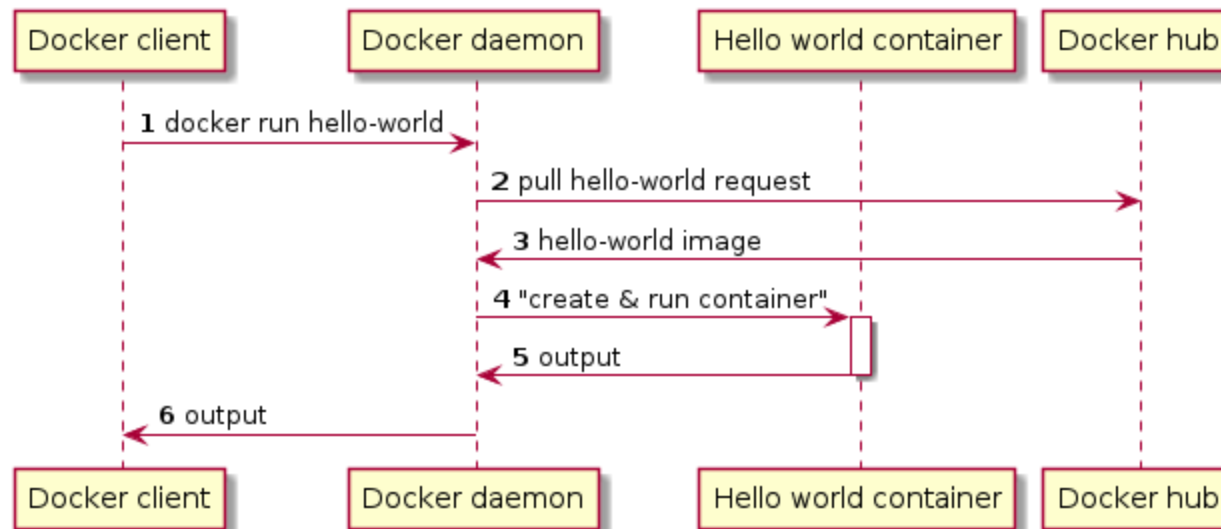 Docker client Docker daemon Hello world container Docker hub
1 docker run hello-world
2 pull hello-world request
3 hello-world image
4 "create & run container"
5 output
6 output
Docker client Docker daemon Hello world container Docker hub